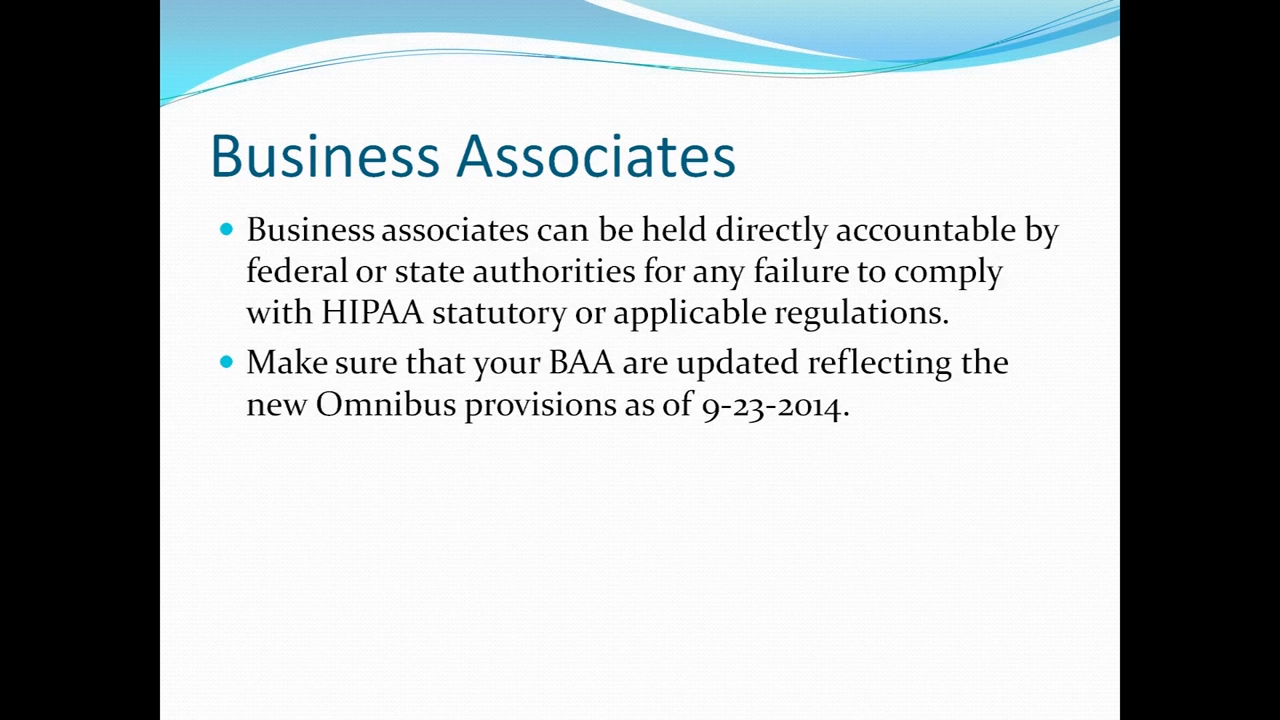 Business Associates
Business associates can be held directly accountable by
federal or state authorities for any failure to comply
with HIPAA statutory or applicable regulations.
Make sure that your BAA are updated reflecting the
new Omnibus provisions as of 9-23-2014.